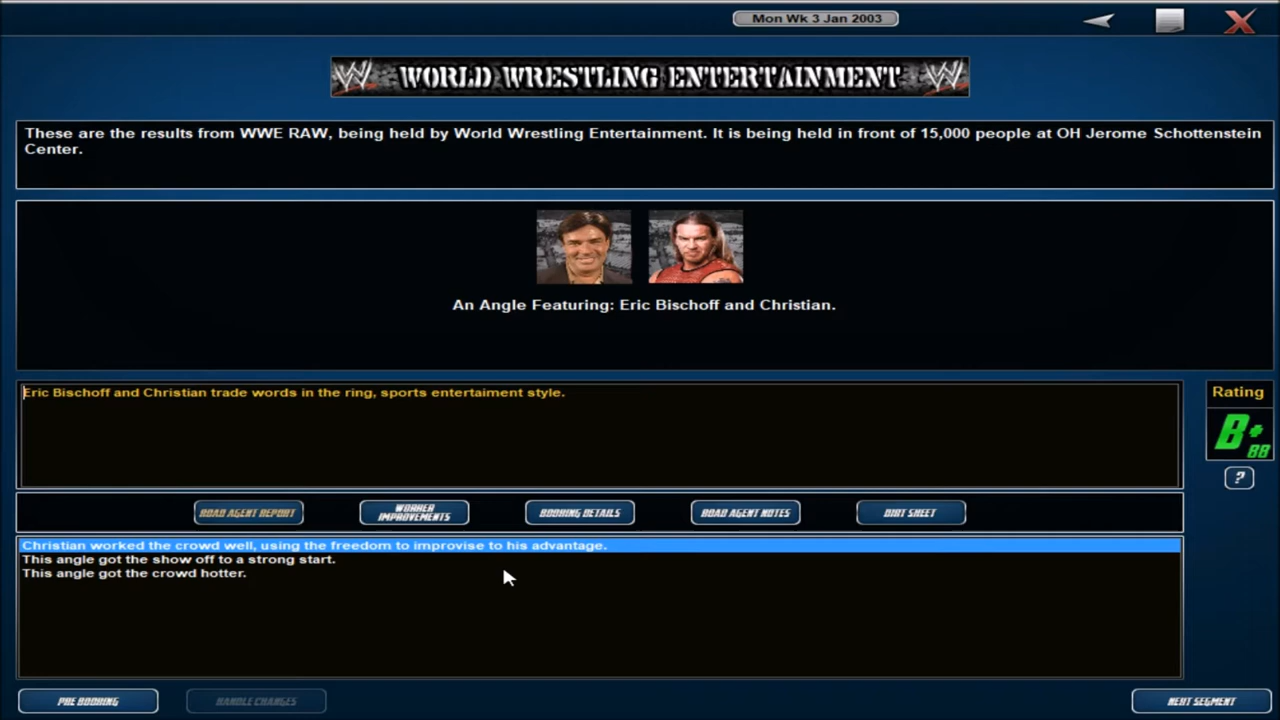 Mon Wk 3 Jan 2003
W WORLD WRESTLING ENTERTAINMENT W
These are the results from WWE RAW, being held by World Wrestling Entertainment. It is being held in front of 15,000 people at OH Jerome Schottenstein
Center.
An Angle Featuring: Eric Bischoff and Christian.
Eric Bischoff and Christian trade words in the ring, sports entertaiment style.
Rating
B+
88
?
ROAD AGENT REPORT
WORKER
IMPROVEMENTS
BOOKING DETAILS
ROAD AGENT NOTES
DIRT SHEET
Christian worked the crowd well, using the freedom to improvise to his advantage.
This angle got the show off to a strong start.
This angle got the crowd hotter.
PRE BOOKING
HANDLE CHANGES
NEXT SEGMENT